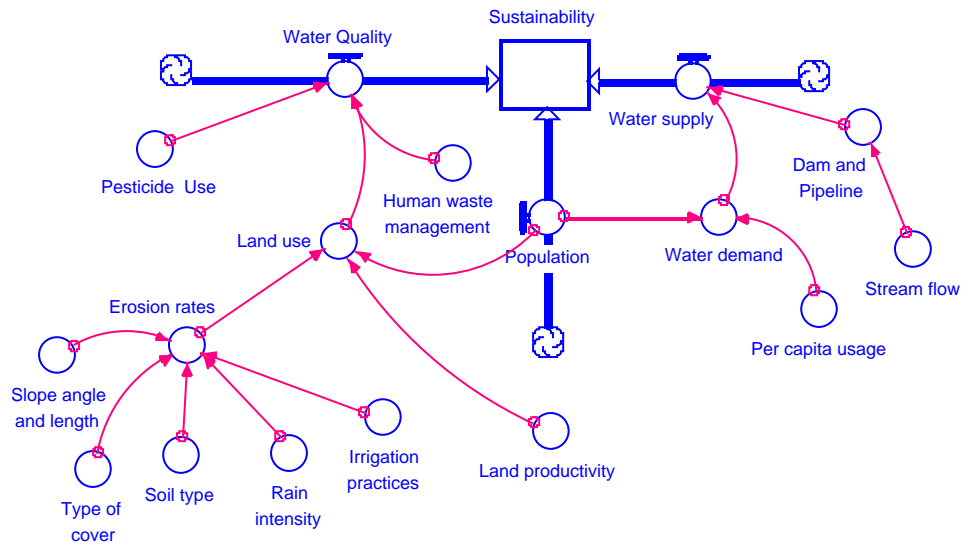 Sustainability
Water Quality
Water supply
Pesticide  Use
Human waste
management
Dam and
Pipeline
Land use
Population
Water demand
Stream flow
Erosion rates
Per capita usage
Slope angle
and length
Irrigation
practices
Land productivity
Type of
cover
Soil type
Rain
intensity